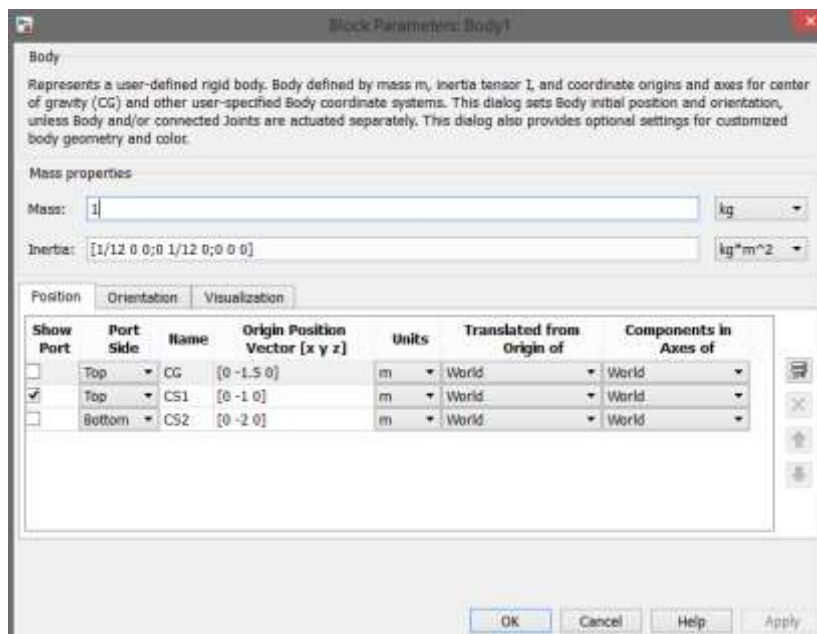 Block Parameters: Body1
Body
Represents a user-defined rigid body. Body defined by mass m, inertia tensor I, and coordinate origins and axes for center
of gravity (CG) and other user-specified Body coordinate systems. This dialog sets Body initial position and orientation,
unless Body and/or connected Joints are actuated separately. This dialog also provides optional settings for customized
body geometry and color.
Mass properties
Mass: 1 kg
Inertia: [1/12 0 0;0 1/12 0;0 0 0] kg*m^2
Position Orientation Visualization
Show Port Port Side Name Origin Position Vector [x y z] Units Translated from Origin of Components in Axes of
Top CG [0 -1.5 0] m World World
Top CS1 [0 -1 0] m World World
Bottom CS2 [0 -2 0] m World World
OK Cancel Help Apply